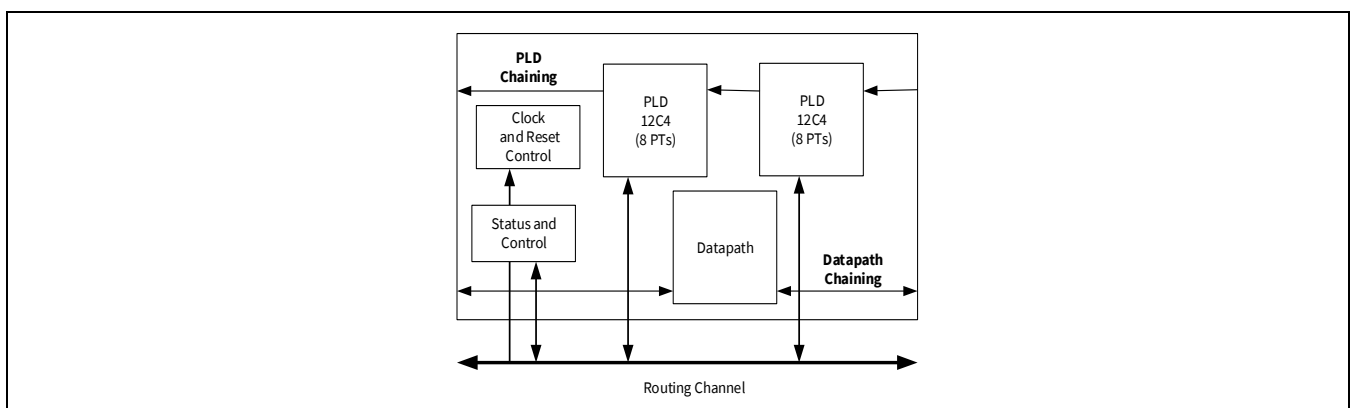 PLD
Chaining
PLD
12C4
(8 PTs)
PLD
12C4
(8 PTs)
Clock
and Reset
Control
Status and
Control
Datapath
Datapath
Chaining
Routing Channel